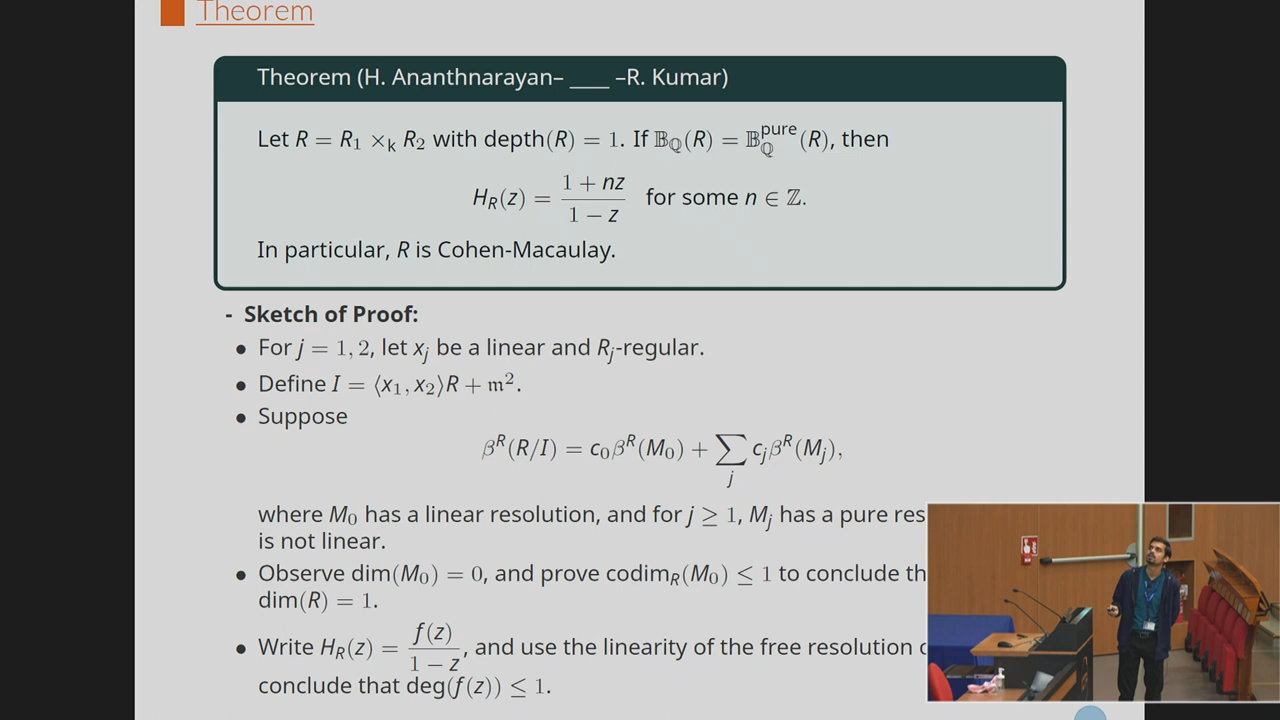 Theorem
Theorem (H. Ananthnarayan– ____ –R. Kumar)
Let R = R₁ ×ₖ R₂ with depth(R) = 1. If 𝔹_ℚ(R) = 𝔹_ℚ^pure(R), then
H_R(z) = (1 + nz)/(1 − z) for some n ∈ ℤ.
In particular, R is Cohen-Macaulay.
- Sketch of Proof:
• For j = 1, 2, let x_j be a linear and R_j-regular.
• Define I = ⟨x₁, x₂⟩R + 𝔪².
• Suppose
β^R(R/I) = c₀β^R(M₀) + ∑_j c_jβ^R(M_j),
where M₀ has a linear resolution, and for j ≥ 1, M_j has a pure res
is not linear.
• Observe dim(M₀) = 0, and prove codim_R(M₀) ≤ 1 to conclude th
dim(R) = 1.
• Write H_R(z) = f(z)/(1 − z), and use the linearity of the free resolution
conclude that deg(f(z)) ≤ 1.